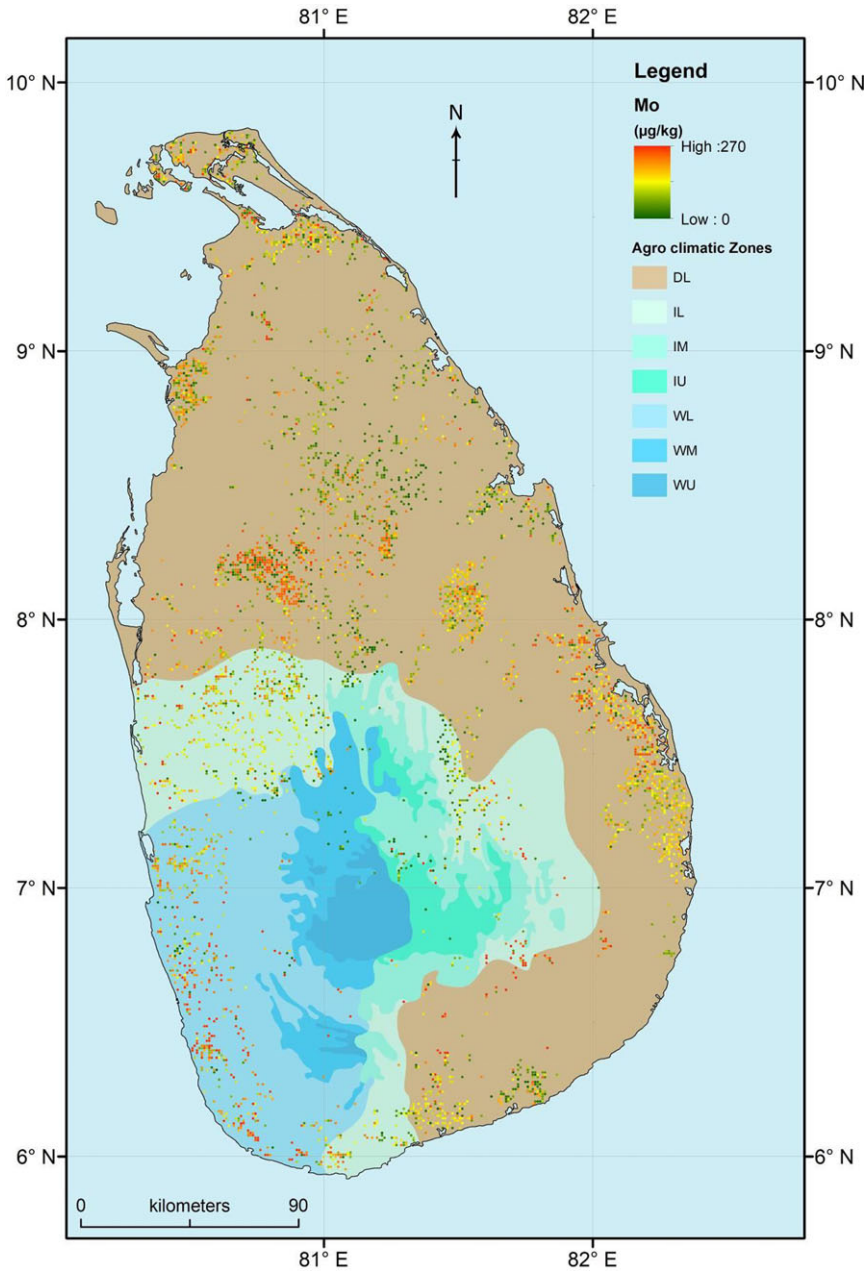 81° E 82° E
10° N 10° N
Legend
Mo
(µg/kg)
High :270
Low : 0
N
Agro climatic Zones
DL
IL
IM
9° N 9° N
IU
WL
WM
WU
8° N 8° N
7° N 7° N
6° N 6° N
0 kilometers 90
81° E 82° E